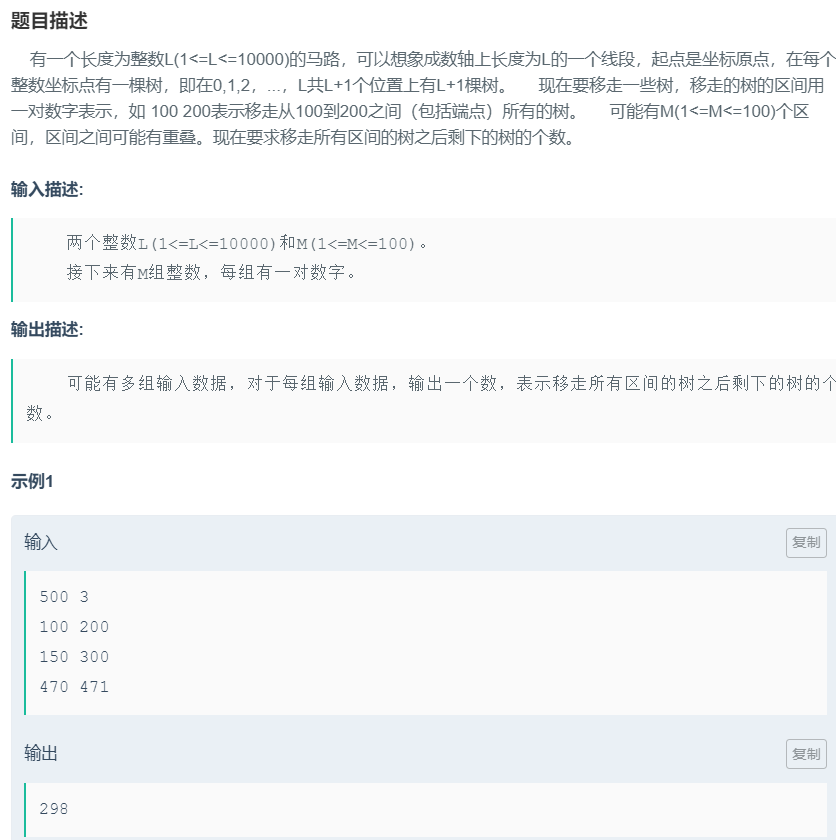 题目描述
有一个长度为整数L(1<=L<=10000)的马路，可以想象成数轴上长度为L的一个线段，起点是坐标原点，在每个
整数坐标点有一棵树，即在0,1,2，...，L共L+1个位置上有L+1棵树。 现在要移走一些树，移走的树的区间用
一对数字表示，如 100 200表示移走从100到200之间（包括端点）所有的树。 可能有M(1<=M<=100)个区
间，区间之间可能有重叠。现在要求移走所有区间的树之后剩下的树的个数。
输入描述:
两个整数L(1<=L<=10000)和M(1<=M<=100)。
接下来有M组整数，每组有一对数字。
输出描述:
可能有多组输入数据，对于每组输入数据，输出一个数，表示移走所有区间的树之后剩下的树的个
数。
示例1
输入
复制
500 3
100 200
150 300
470 471
输出
复制
298